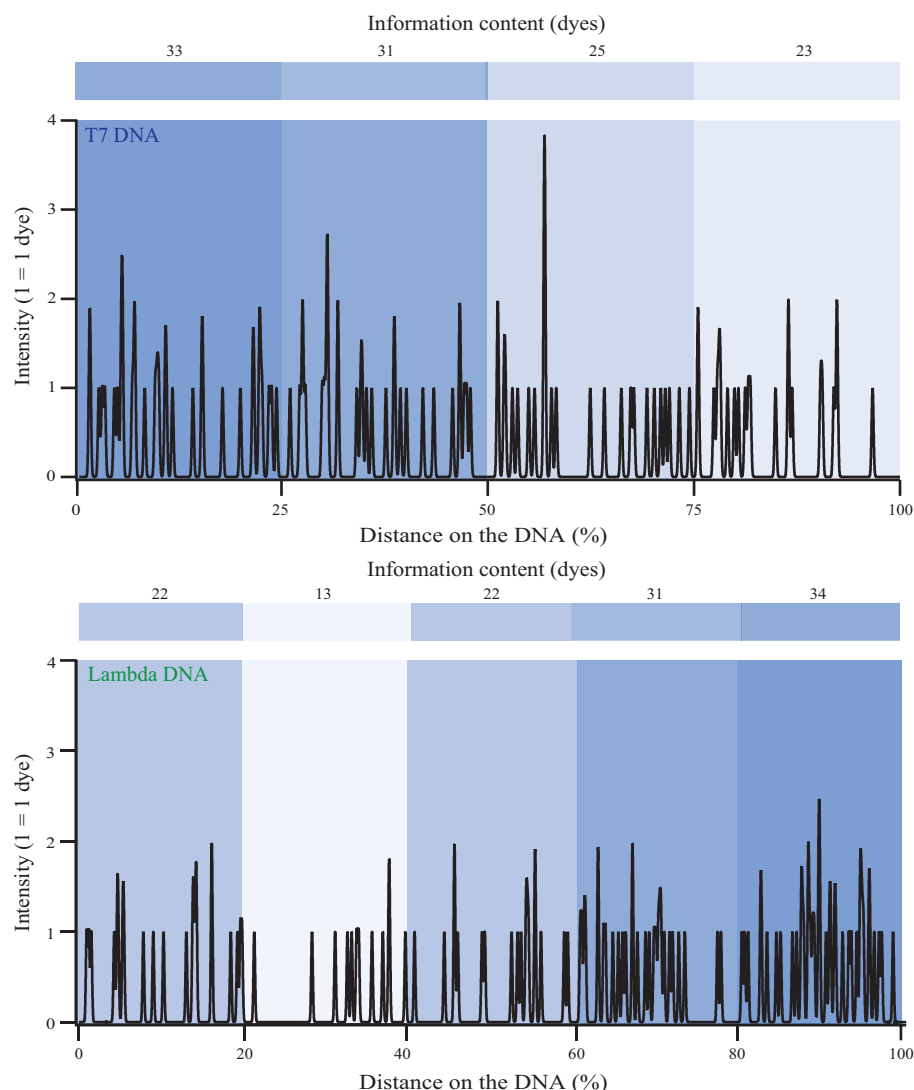 Information content (dyes)
33 31 25 23
T7 DNA
Intensity (1 = 1 dye)
4
3
2
1
0
0 25 50 75 100
Distance on the DNA (%)
Information content (dyes)
22 13 22 31 34
Lambda DNA
Intensity (1 = 1 dye)
4
3
2
1
0
0 20 40 60 80 100
Distance on the DNA (%)